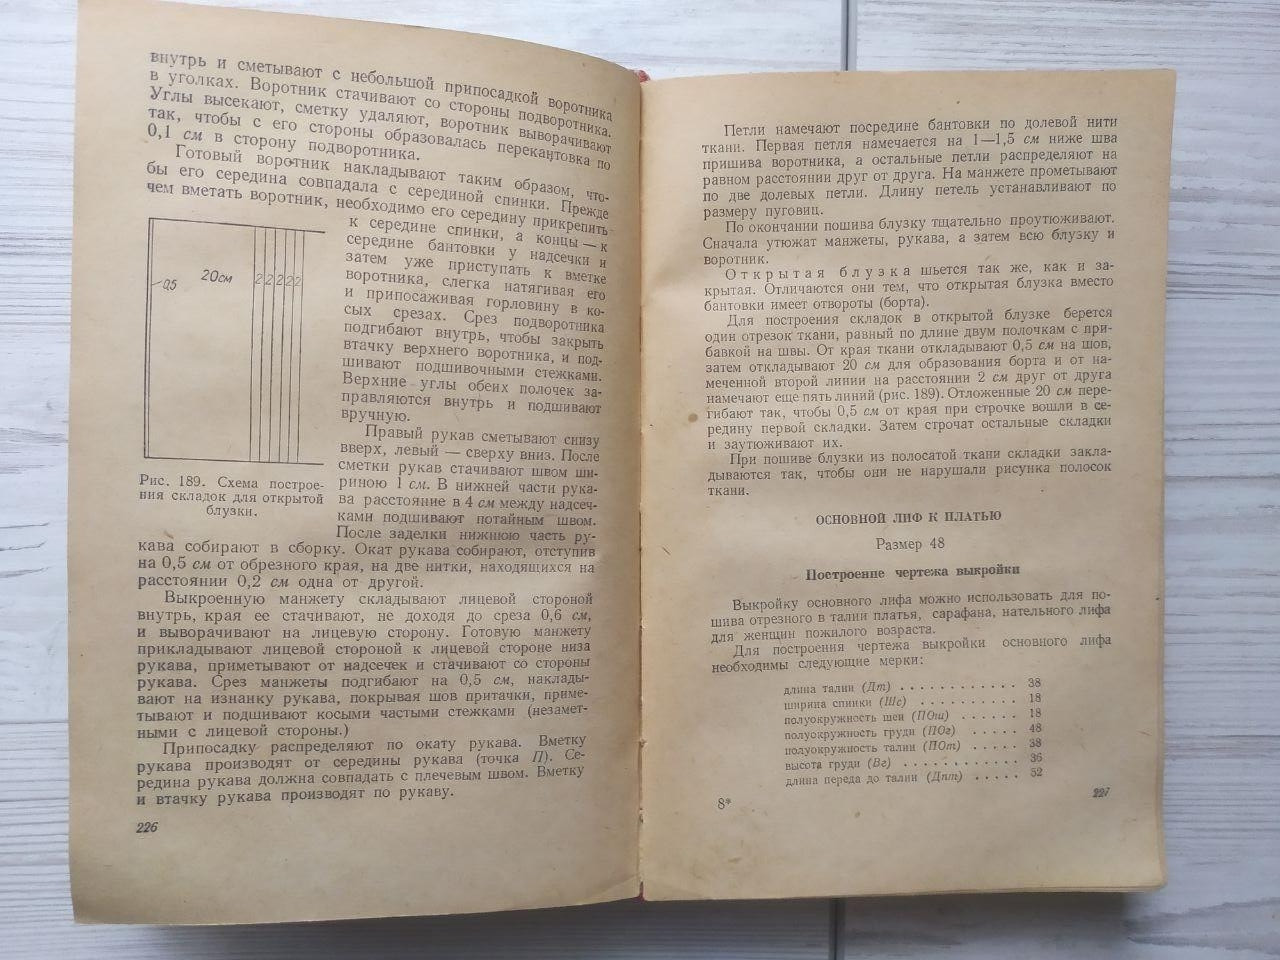 внутрь и сметывают с небольшой припосадкой воротника
в уголках. Воротник стачивают со стороны подворотника.
Углы высекают, сметку удаляют, воротник выворачивают
так, чтобы с его стороны образовалась перекантовка по
0,1 см в сторону подворотника.
Готовый воротник накладывают таким образом, что-
бы его середина совпадала с серединой спинки. Прежде
чем вметать воротник, необходимо его середину прикрепить
к середине спинки, а концы — к
середине бантовки у надсечки и
затем уже приступать к вметке
воротника, слегка натягивая его
и припосаживая горловину в ко-
сых срезах. Срез подворотника
подгибают внутрь, чтобы закрыть
втачку верхнего воротника, и под-
шивают подшивочными стежками.
Верхние углы обеих полочек за-
правляются внутрь и подшивают
вручную.
0,5
20см
2 2 2 2 2
Рис. 189. Схема построе-
ния складок для открытой
блузки.
Правый рукав сметывают снизу
вверх, левый — сверху вниз. После
сметки рукав стачивают швом ши-
риною 1 см. В нижней части рука-
ва расстояние в 4 см между надсеч-
ками подшивают потайным швом.
После заделки нижнюю часть ру-
кава собирают в сборку. Окат рукава собирают, отступив
на 0,5 см от обрезного края, на две нитки, находящихся на
расстоянии 0,2 см одна от другой.
Выкроенную манжету складывают лицевой стороной
внутрь, края ее стачивают, не доходя до среза 0,6 см,
и выворачивают на лицевую сторону. Готовую манжету
прикладывают лицевой стороной к лицевой стороне низа
рукава, приметывают от надсечек и стачивают со стороны
рукава. Срез манжеты подгибают на 0,5 см, наклады-
вают на изнанку рукава, покрывая шов притачки, приме-
тывают и подшивают косыми частыми стежками (незамет-
ными с лицевой стороны.)
Припосадку распределяют по окату рукава. Вметку
рукава производят от середины рукава (точка П). Се-
редина рукава должна совпадать с плечевым швом. Вметку
и втачку рукава производят по рукаву.
226
Петли намечают посредине бантовки по долевой нити
ткани. Первая петля намечается на 1—1,5 см ниже шва
пришива воротника, а остальные петли распределяют на
равном расстоянии друг от друга. На манжете прометывают
по две долевых петли. Длину петель устанавливают по
размеру пуговиц.
По окончании пошива блузку тщательно проутюживают.
Сначала утюжат манжеты, рукава, а затем всю блузку и
воротник.
Открытая блузка шьется так же, как и за-
крытая. Отличаются они тем, что открытая блузка вместо
бантовки имеет отвороты (борта).
Для построения складок в открытой блузке берется
один отрезок ткани, равный по длине двум полочкам с при-
бавкой на швы. От края ткани откладывают 0,5 см на шов,
затем откладывают 20 см для образования борта и от на-
меченной второй линии на расстоянии 2 см друг от друга
намечают еще пять линий (рис. 189). Отложенные 20 см пере-
гибают так, чтобы 0,5 см от края при строчке вошли в се-
редину первой складки. Затем строчат остальные складки
и заутюживают их.
При пошиве блузки из полосатой ткани складки закла-
дываются так, чтобы они не нарушали рисунка полосок
ткани.
ОСНОВНОЙ ЛИФ К ПЛАТЬЮ
Размер 48
Построение чертежа выкройки
Выкройку основного лифа можно использовать для по-
шива отрезного в талии платья, сарафана, нательного лифа
для женщин пожилого возраста.
Для построения чертежа выкройки основного лифа
необходимы следующие мерки:
длина талии (Дт) . . . . . . . . . . . . 38
ширина спинки (Шс) . . . . . . . . . . 18
полуокружность шеи (ПОш) . . . . . . 18
полуокружность груди (ПОг) . . . . . 48
полуокружность талии (ПОт) . . . . . 38
высота груди (Вг) . . . . . . . . . . . . 36
длина переда до талии (Дпт) . . . . . 52
8*
227